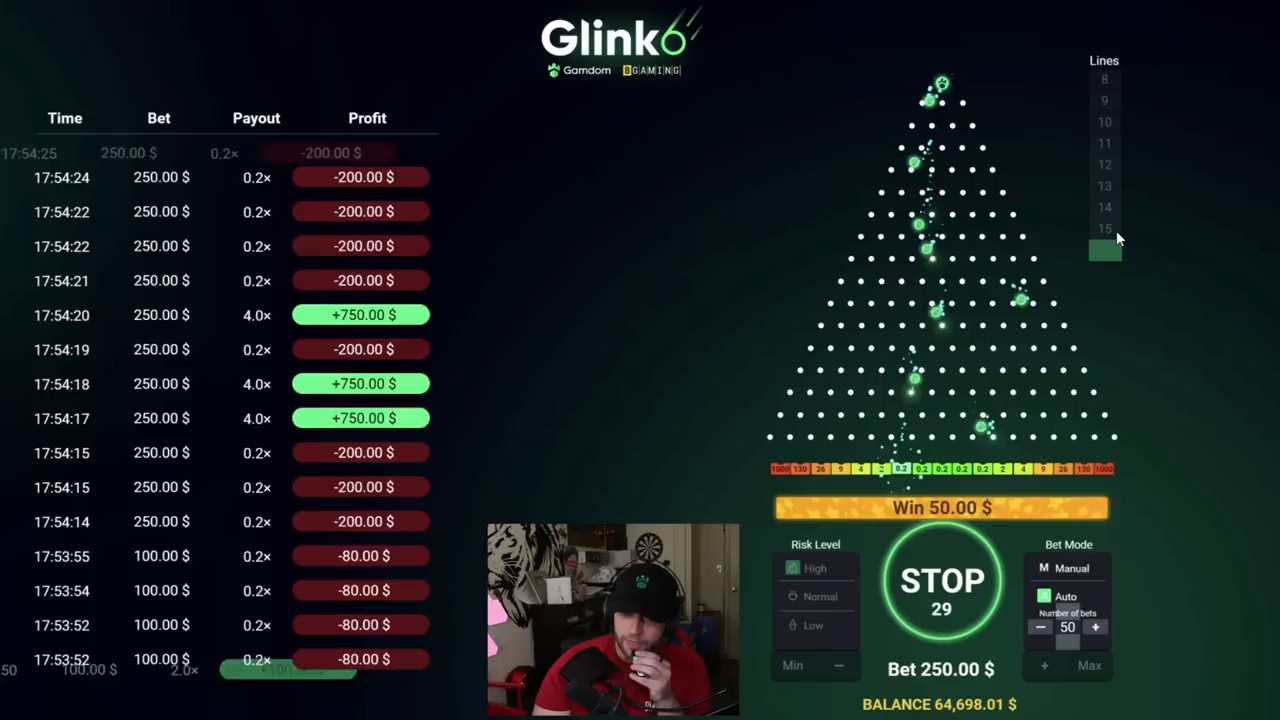 Glink6
Gamdom BGAMING
Lines
8
9
10
11
12
13
14
15
Time Bet Payout Profit
17:54:25 250.00 $ 0.2× -200.00 $
17:54:24 250.00 $ 0.2× -200.00 $
17:54:22 250.00 $ 0.2× -200.00 $
17:54:22 250.00 $ 0.2× -200.00 $
17:54:21 250.00 $ 0.2× -200.00 $
17:54:20 250.00 $ 4.0× +750.00 $
17:54:19 250.00 $ 0.2× -200.00 $
17:54:18 250.00 $ 4.0× +750.00 $
17:54:17 250.00 $ 4.0× +750.00 $
17:54:15 250.00 $ 0.2× -200.00 $
17:54:15 250.00 $ 0.2× -200.00 $
17:54:14 250.00 $ 0.2× -200.00 $
17:53:55 100.00 $ 0.2× -80.00 $
17:53:54 100.00 $ 0.2× -80.00 $
17:53:52 100.00 $ 0.2× -80.00 $
17:53:52 100.00 $ 0.2× -80.00 $
50 100.00 $ 2.0× +100.00 $
1000 130 26 9 4 2 0.2 0.2 0.2 0.2 0.2 2 4 9 26 130 1000
Win 50.00 $
Risk Level
High
Normal
Low
Min −
STOP
29
Bet 250.00 $
BALANCE 64,698.01 $
Bet Mode
M Manual
A Auto
Number of bets
− 50 +
+ Max